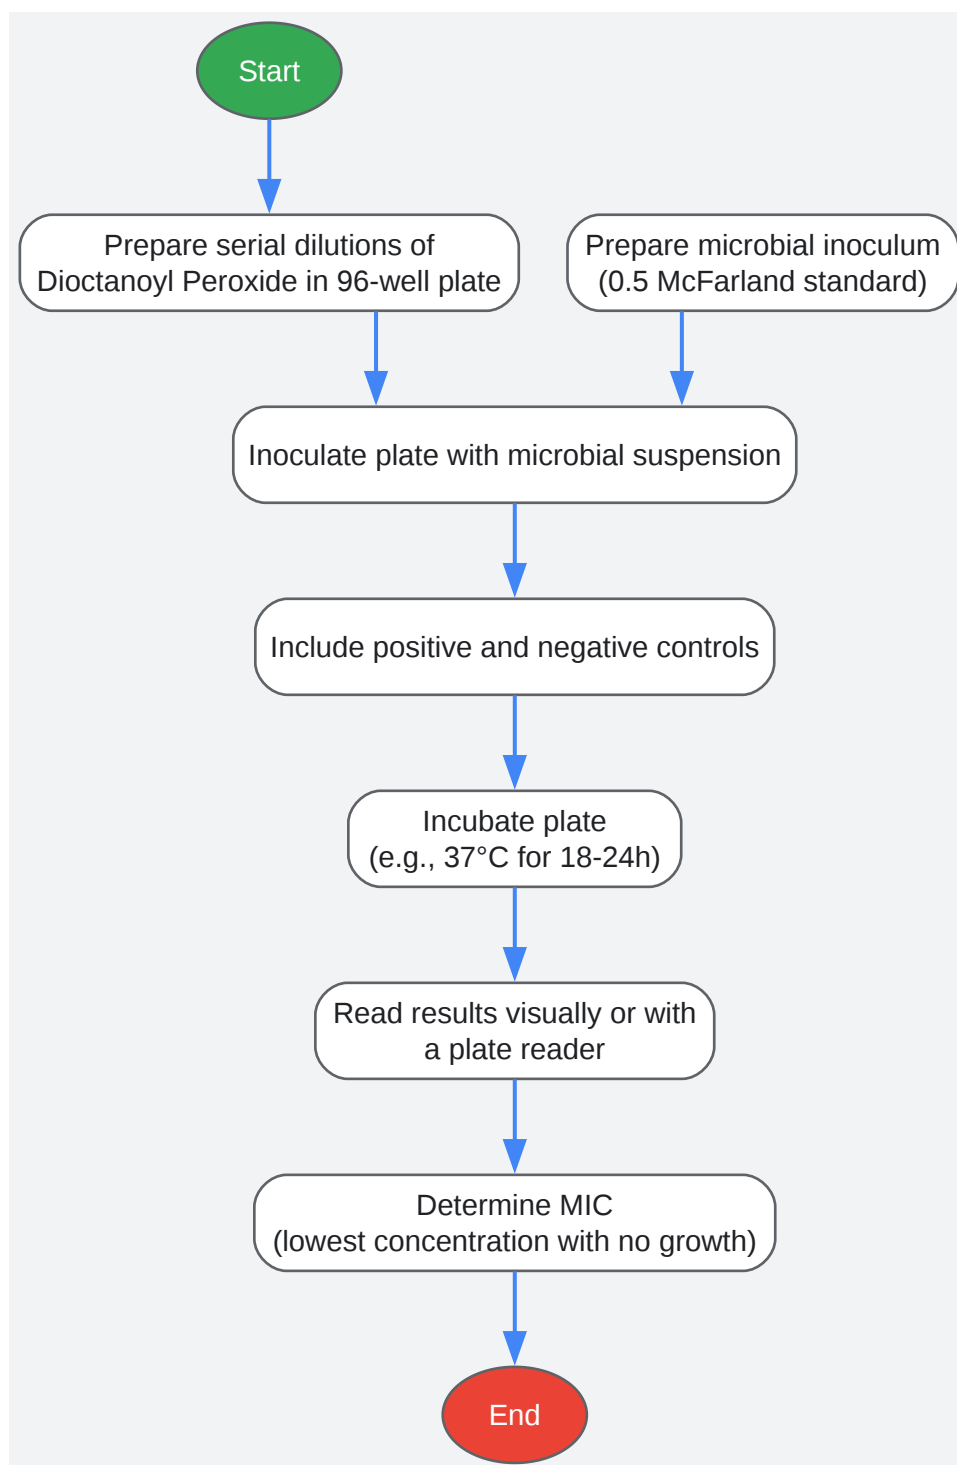 Start
Prepare serial dilutions of
Dioctanoyl Peroxide in 96-well plate
Prepare microbial inoculum
(0.5 McFarland standard)
Inoculate plate with microbial suspension
Include positive and negative controls
Incubate plate
(e.g., 37°C for 18-24h)
Read results visually or with
a plate reader
Determine MIC
(lowest concentration with no growth)
End